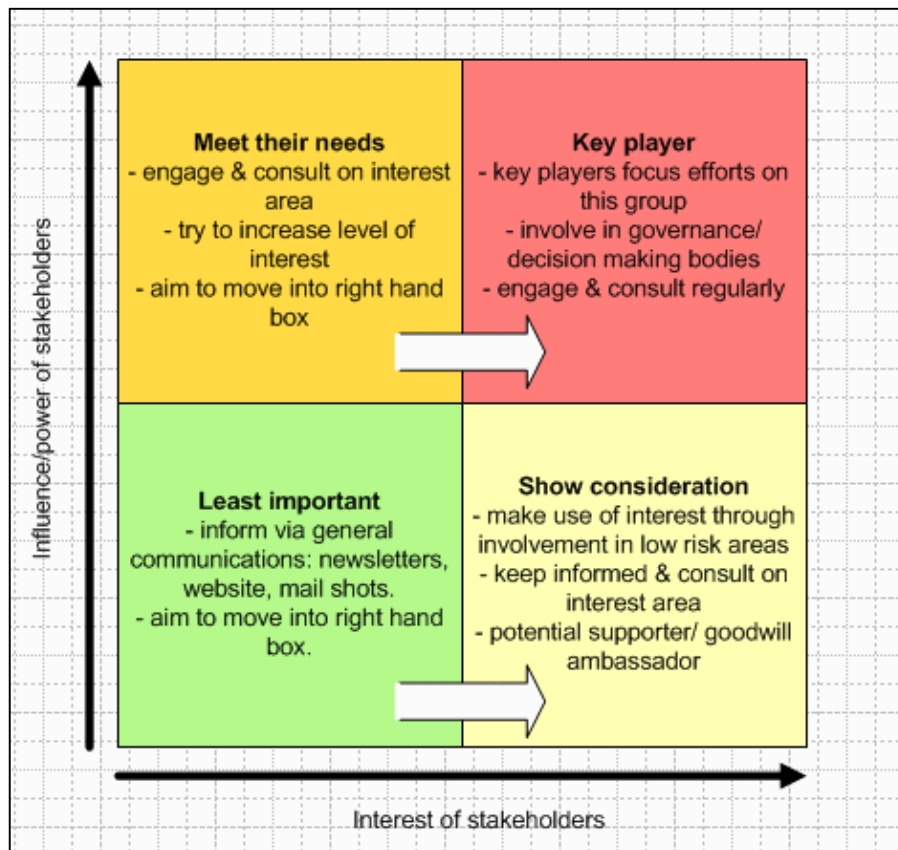 Influence/power of stakeholders
Meet their needs
- engage & consult on interest
area
- try to increase level of
interest
- aim to move into right hand
box
Key player
- key players focus efforts on
this group
- involve in governance/
decision making bodies
- engage & consult regularly
Least important
- inform via general
communications: newsletters,
website, mail shots.
- aim to move into right hand
box.
Show consideration
- make use of interest through
involvement in low risk areas
- keep informed & consult on
interest area
- potential supporter/ goodwill
ambassador
Interest of stakeholders